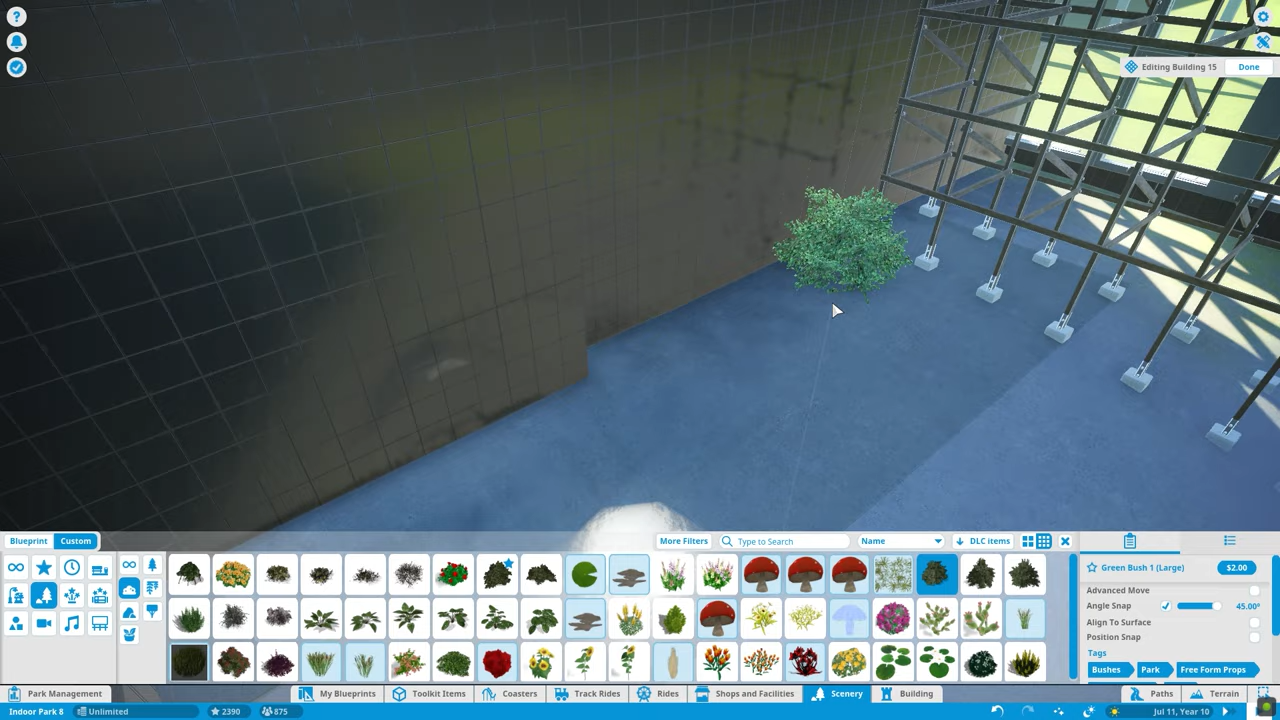 Editing Building 15 Done
Blueprint Custom More Filters Type to Search Name DLC items
Green Bush 1 (Large) $2.00
Advanced Move
Angle Snap 45.00°
Align To Surface
Position Snap
Tags
Bushes Park Free Form Props
Park Management My Blueprints Toolkit Items Coasters Track Rides Rides Shops and Facilities Scenery Building Paths Terrain
Indoor Park 8 Unlimited 2390 875 Jul 11, Year 10